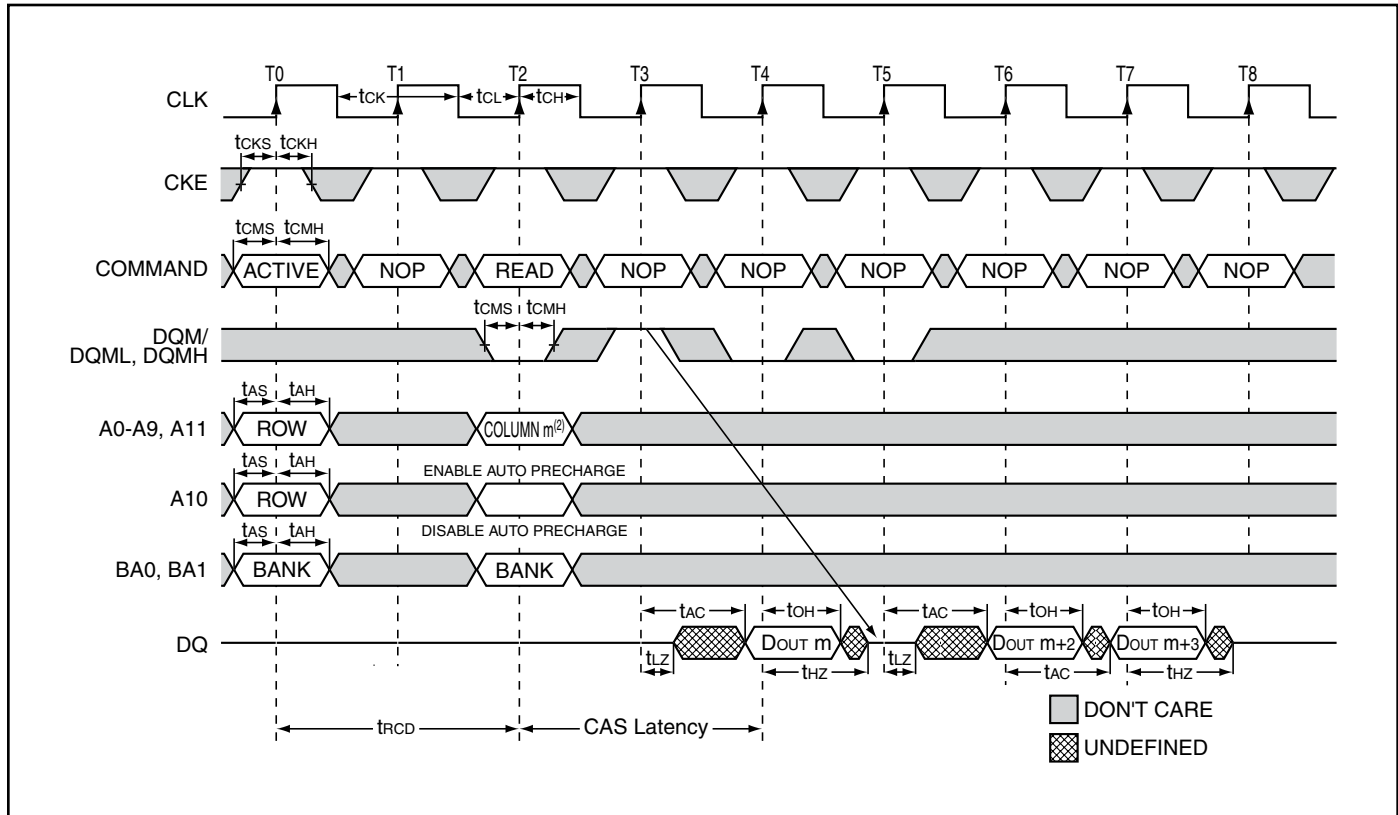 T0 T1 T2 T3 T4 T5 T6 T7 T8
CLK tCK tCL tCH
tCKS tCKH
CKE
tCMS tCMH
COMMAND ACTIVE NOP READ NOP NOP NOP NOP NOP NOP
tCMS tCMH
DQM/
DQML, DQMH
tAS tAH
A0-A9, A11 ROW COLUMN m(2)
tAS tAH ENABLE AUTO PRECHARGE
A10 ROW
tAS tAH DISABLE AUTO PRECHARGE
BA0, BA1 BANK BANK
tAC tOH tAC tOH tOH
DQ DOUT m DOUT m+2 DOUT m+3
tLZ tHZ tLZ tAC tHZ
DON'T CARE
tRCD CAS Latency
UNDEFINED